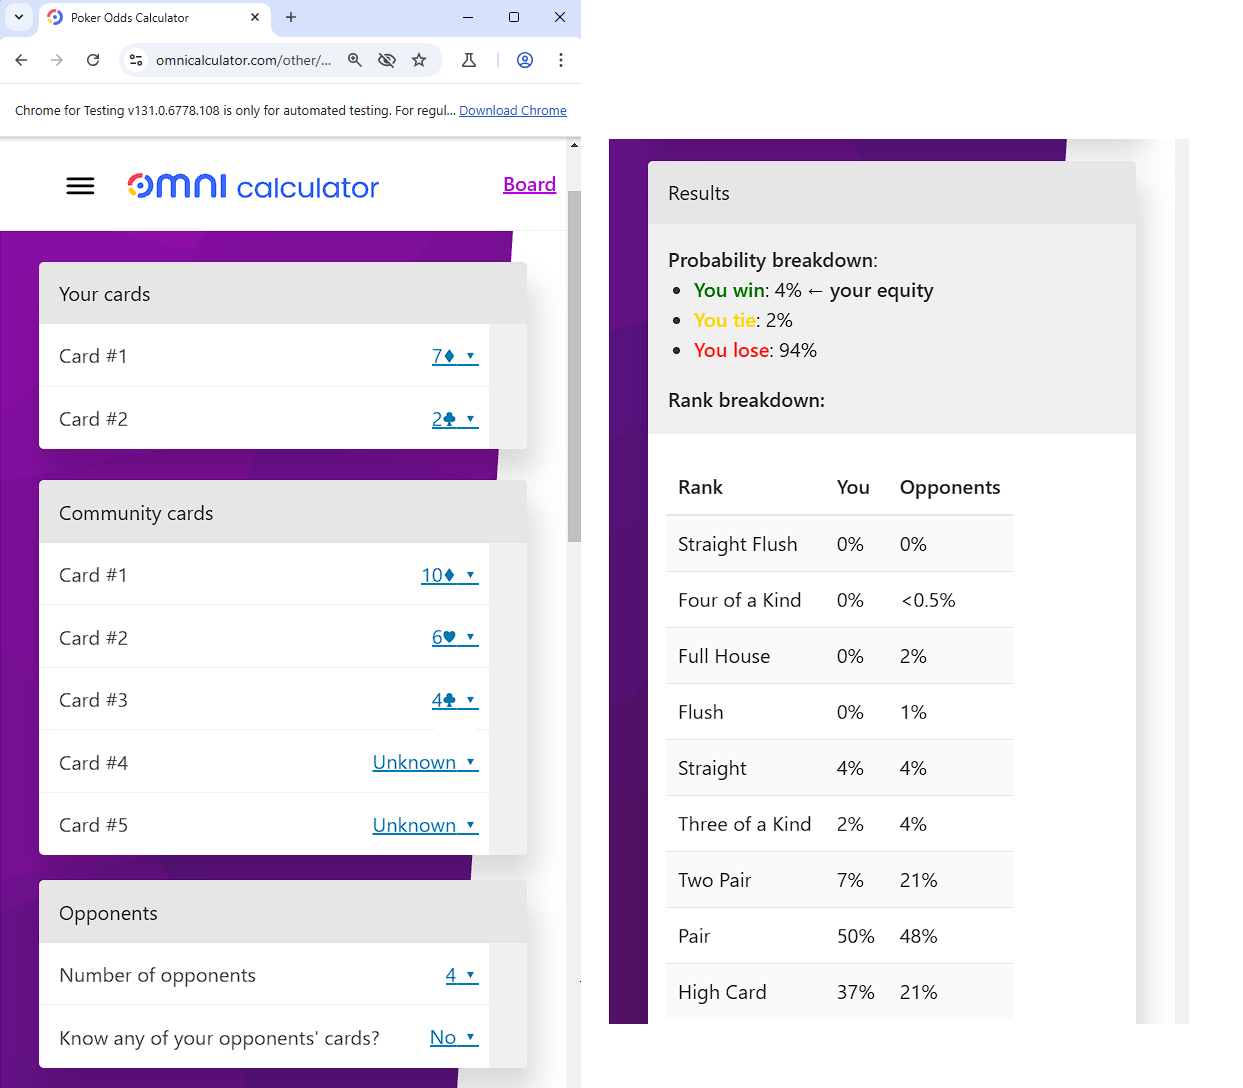 Poker Odds Calculator
omnicalculator.com/other/...
Chrome for Testing v131.0.6778.108 is only for automated testing. For regul... Download Chrome
omni calculator
Board
Your cards
Card #1 7♦
Card #2 2♣
Community cards
Card #1 10♦
Card #2 6♥
Card #3 4♣
Card #4 Unknown
Card #5 Unknown
Opponents
Number of opponents 4
Know any of your opponents' cards? No
Results
Probability breakdown:
You win: 4% ← your equity
You tie: 2%
You lose: 94%
Rank breakdown:
Rank You Opponents
Straight Flush 0% 0%
Four of a Kind 0% <0.5%
Full House 0% 2%
Flush 0% 1%
Straight 4% 4%
Three of a Kind 2% 4%
Two Pair 7% 21%
Pair 50% 48%
High Card 37% 21%